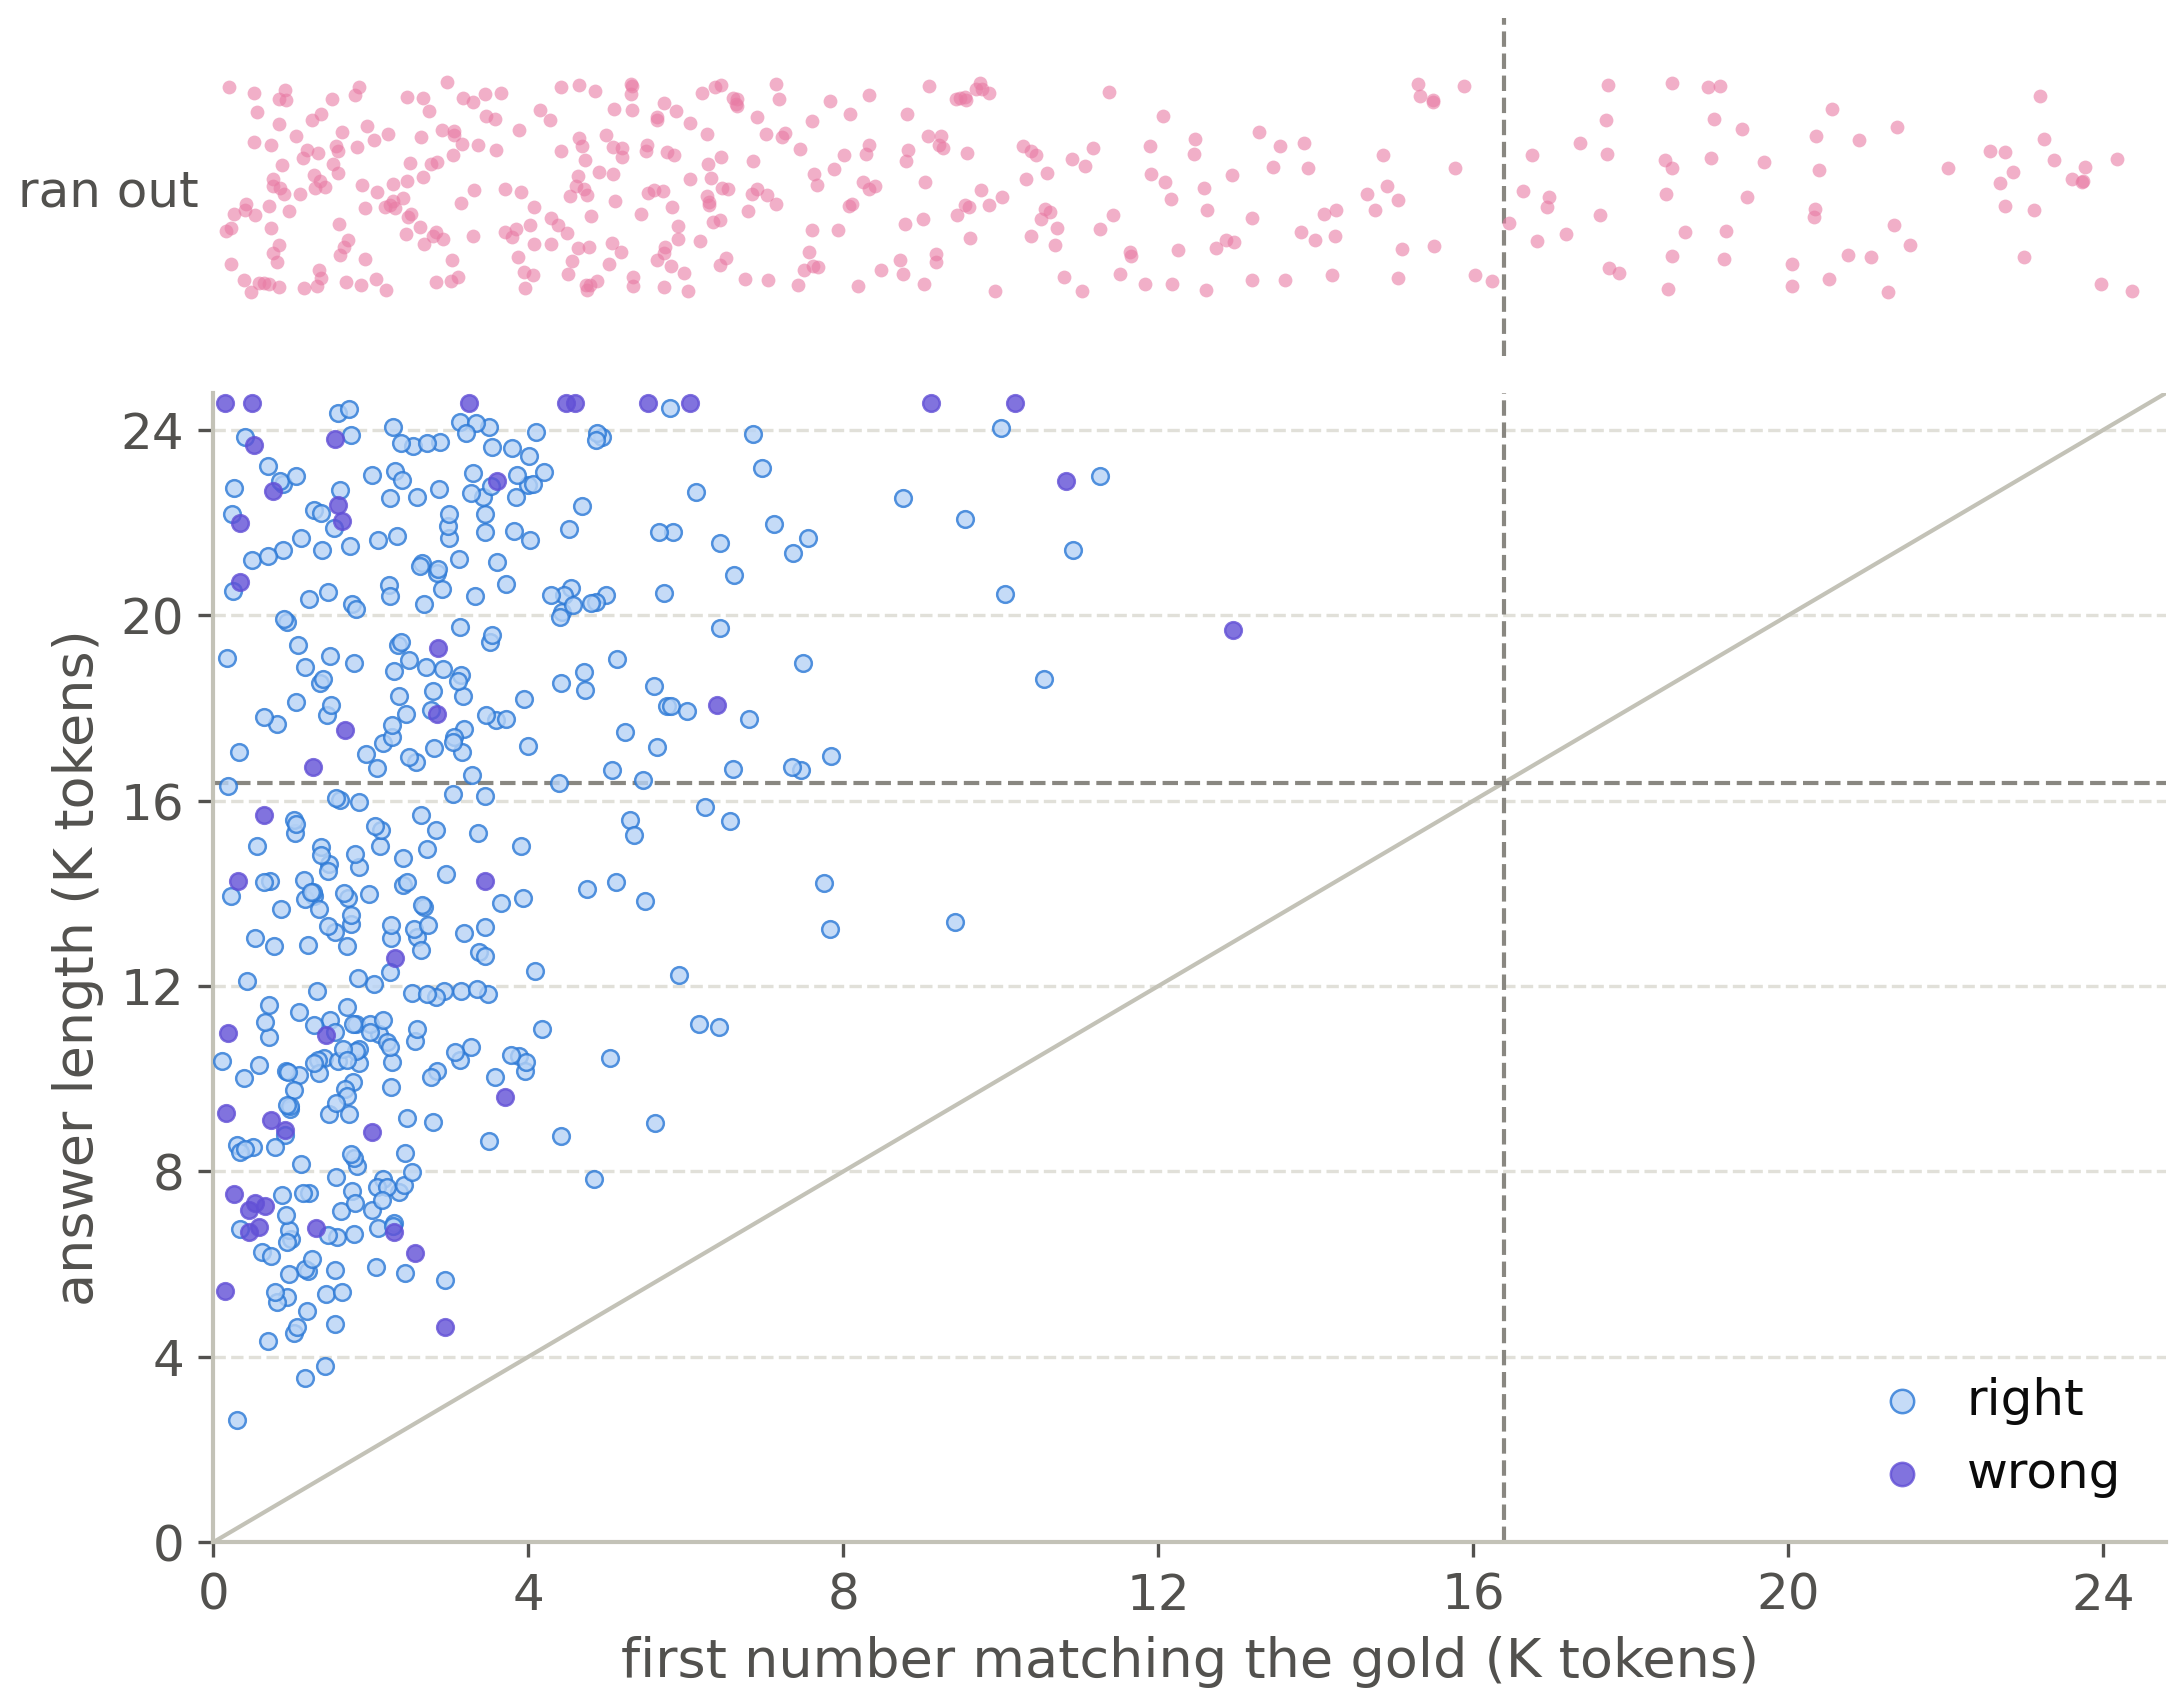 ran out
24
20
16
12
8
4
0
answer length (K tokens)
right
wrong
0 4 8 12 16 20 24
first number matching the gold (K tokens)